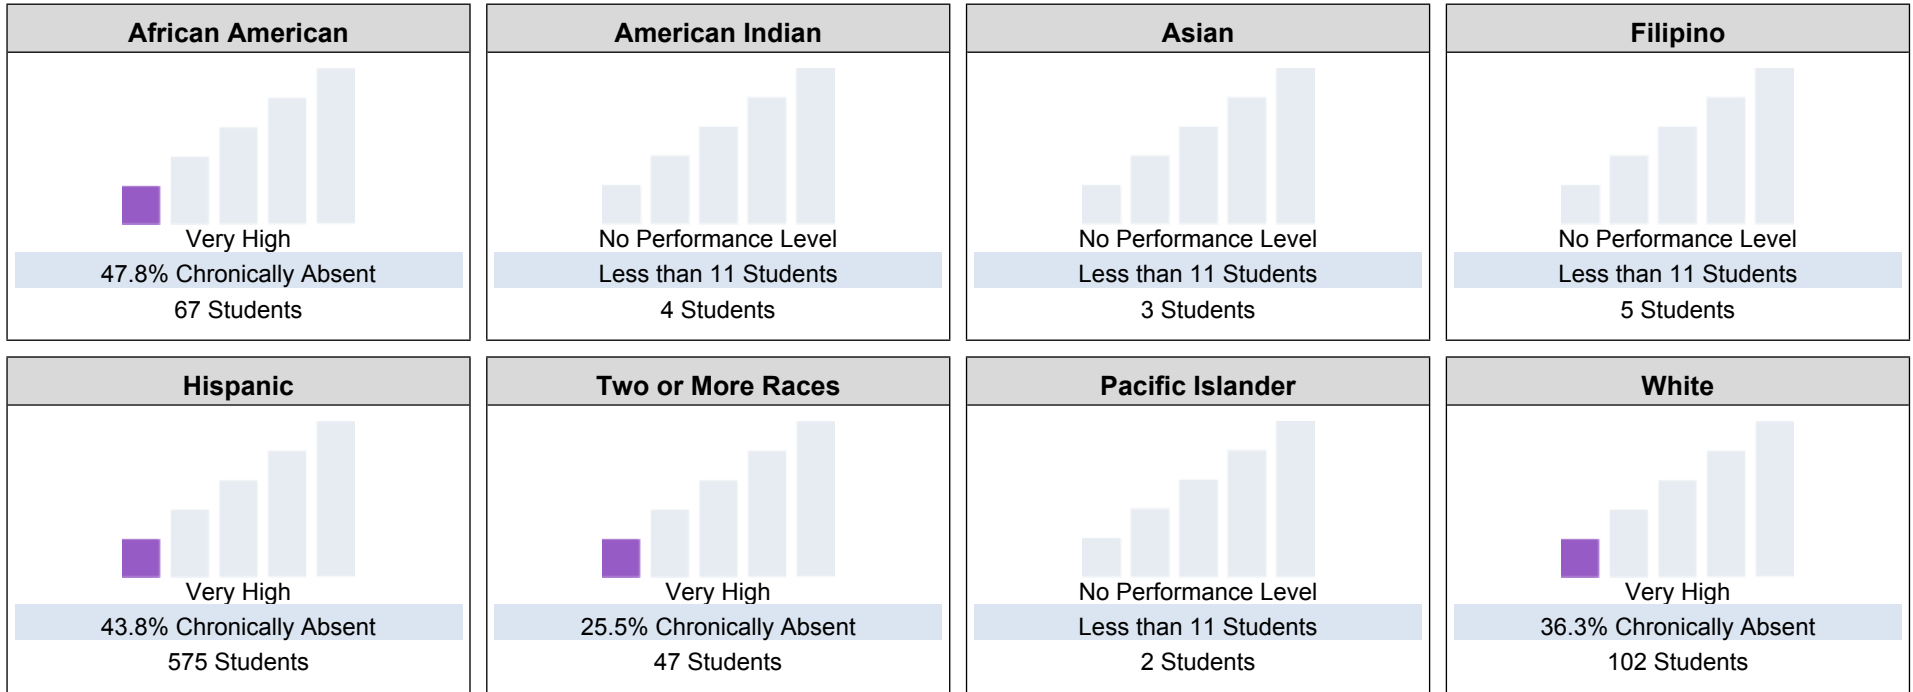 African American
Very High
47.8% Chronically Absent
67 Students
American Indian
No Performance Level
Less than 11 Students
4 Students
Asian
No Performance Level
Less than 11 Students
3 Students
Filipino
No Performance Level
Less than 11 Students
5 Students
Hispanic
Very High
43.8% Chronically Absent
575 Students
Two or More Races
Very High
25.5% Chronically Absent
47 Students
Pacific Islander
No Performance Level
Less than 11 Students
2 Students
White
Very High
36.3% Chronically Absent
102 Students